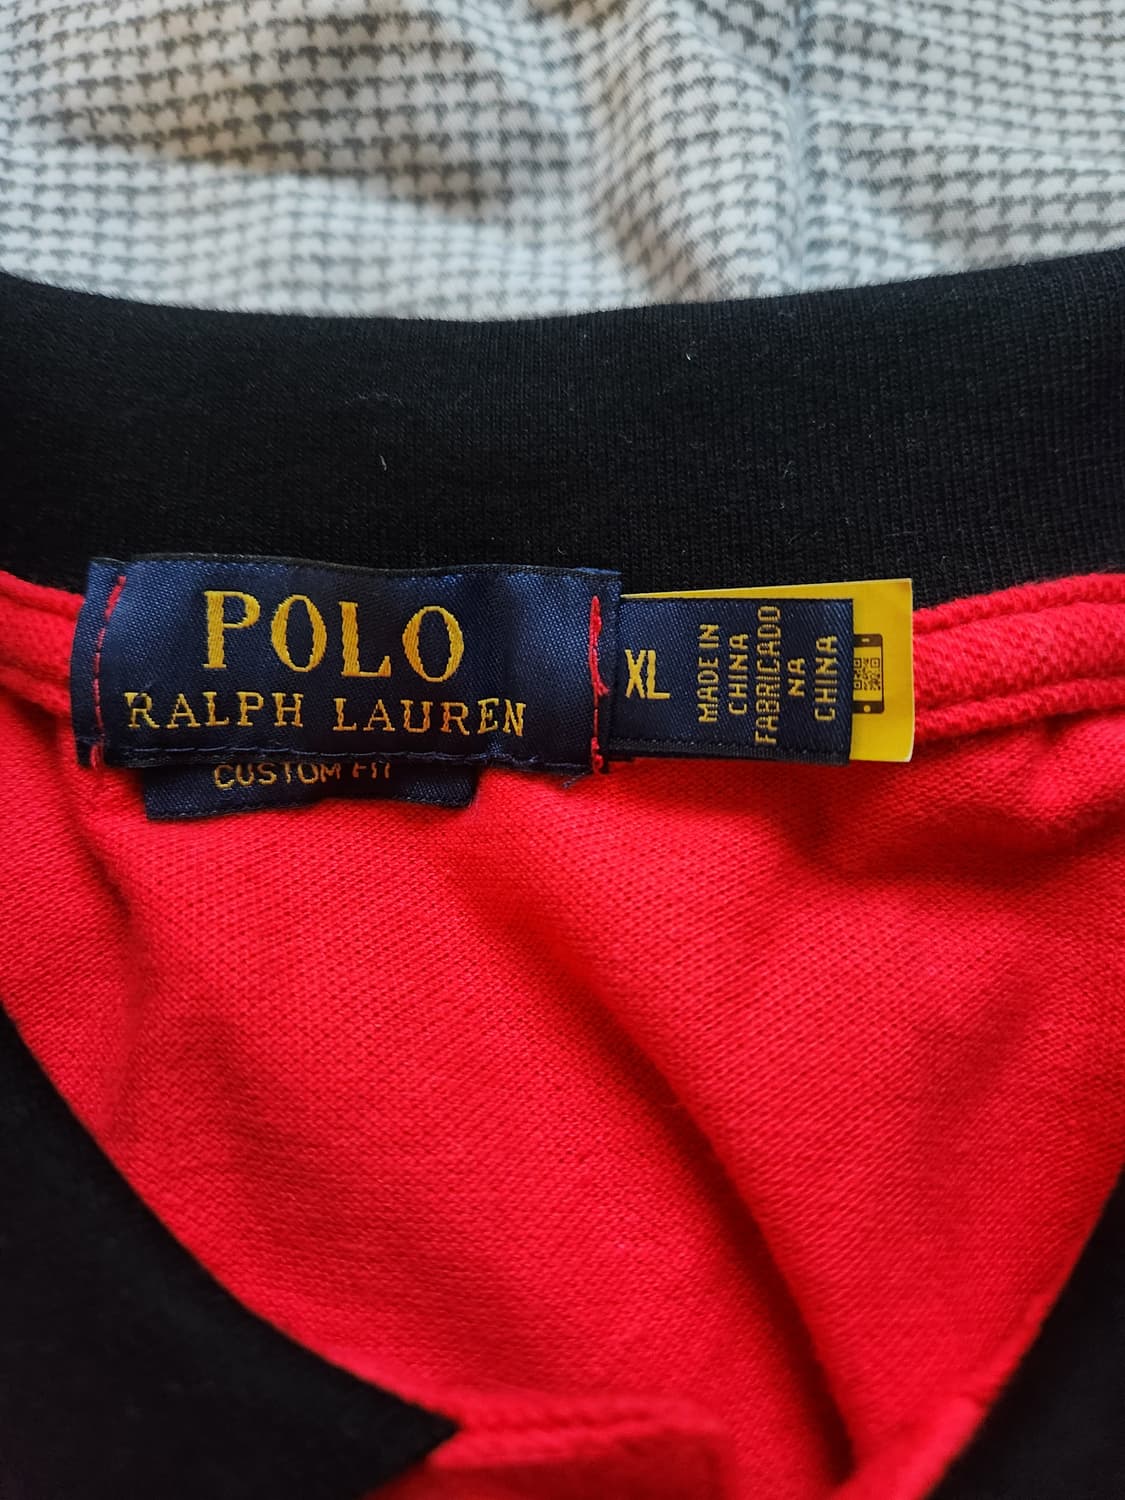 POLO
RALPH LAUREN
CUSTOM FIT
XL
MADE IN
CHINA
FABRICADO
NA
CHINA